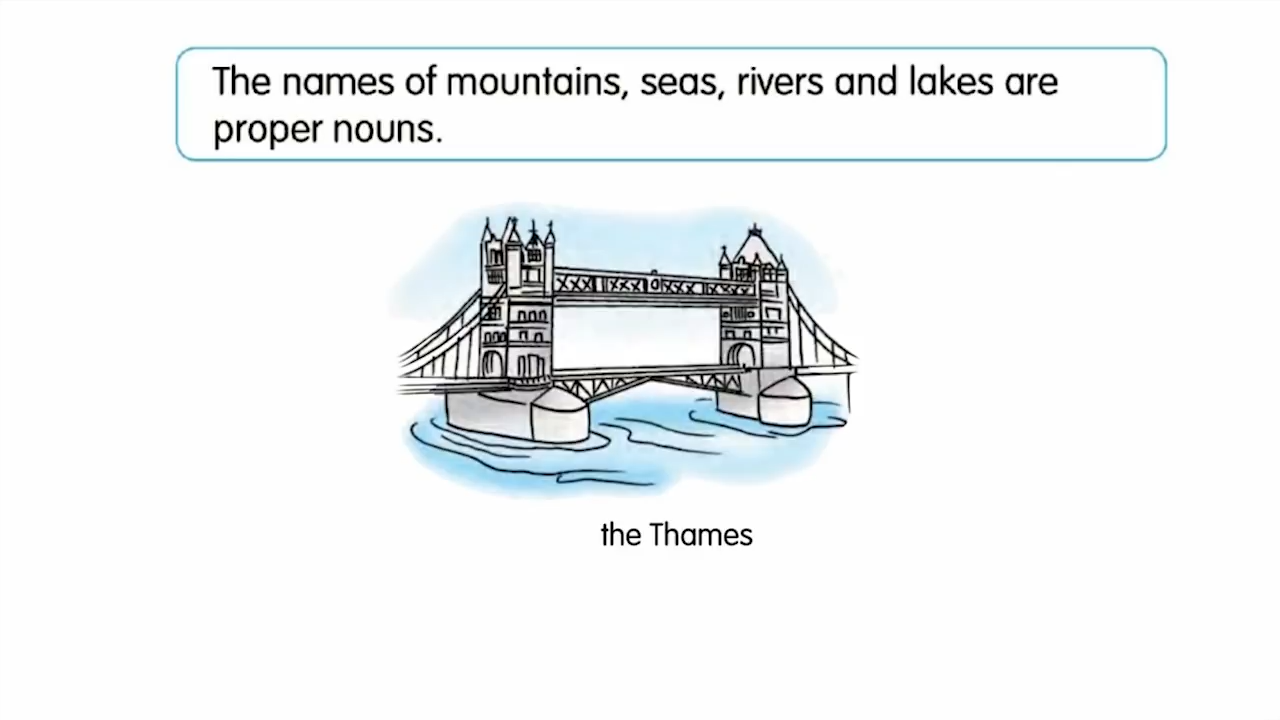 The names of mountains, seas, rivers and lakes are
proper nouns.
the Thames